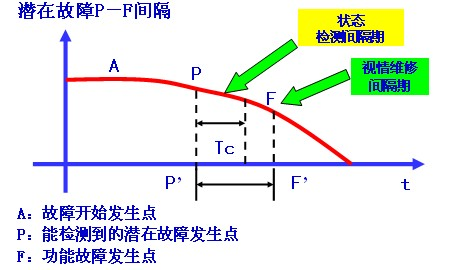 潜在故障P－F间隔
状态
检测间隔期
视情维修
间隔期
A
P
F
Tc
P'
F'
t
A：故障开始发生点
P：能检测到的潜在故障发生点
F：功能故障发生点